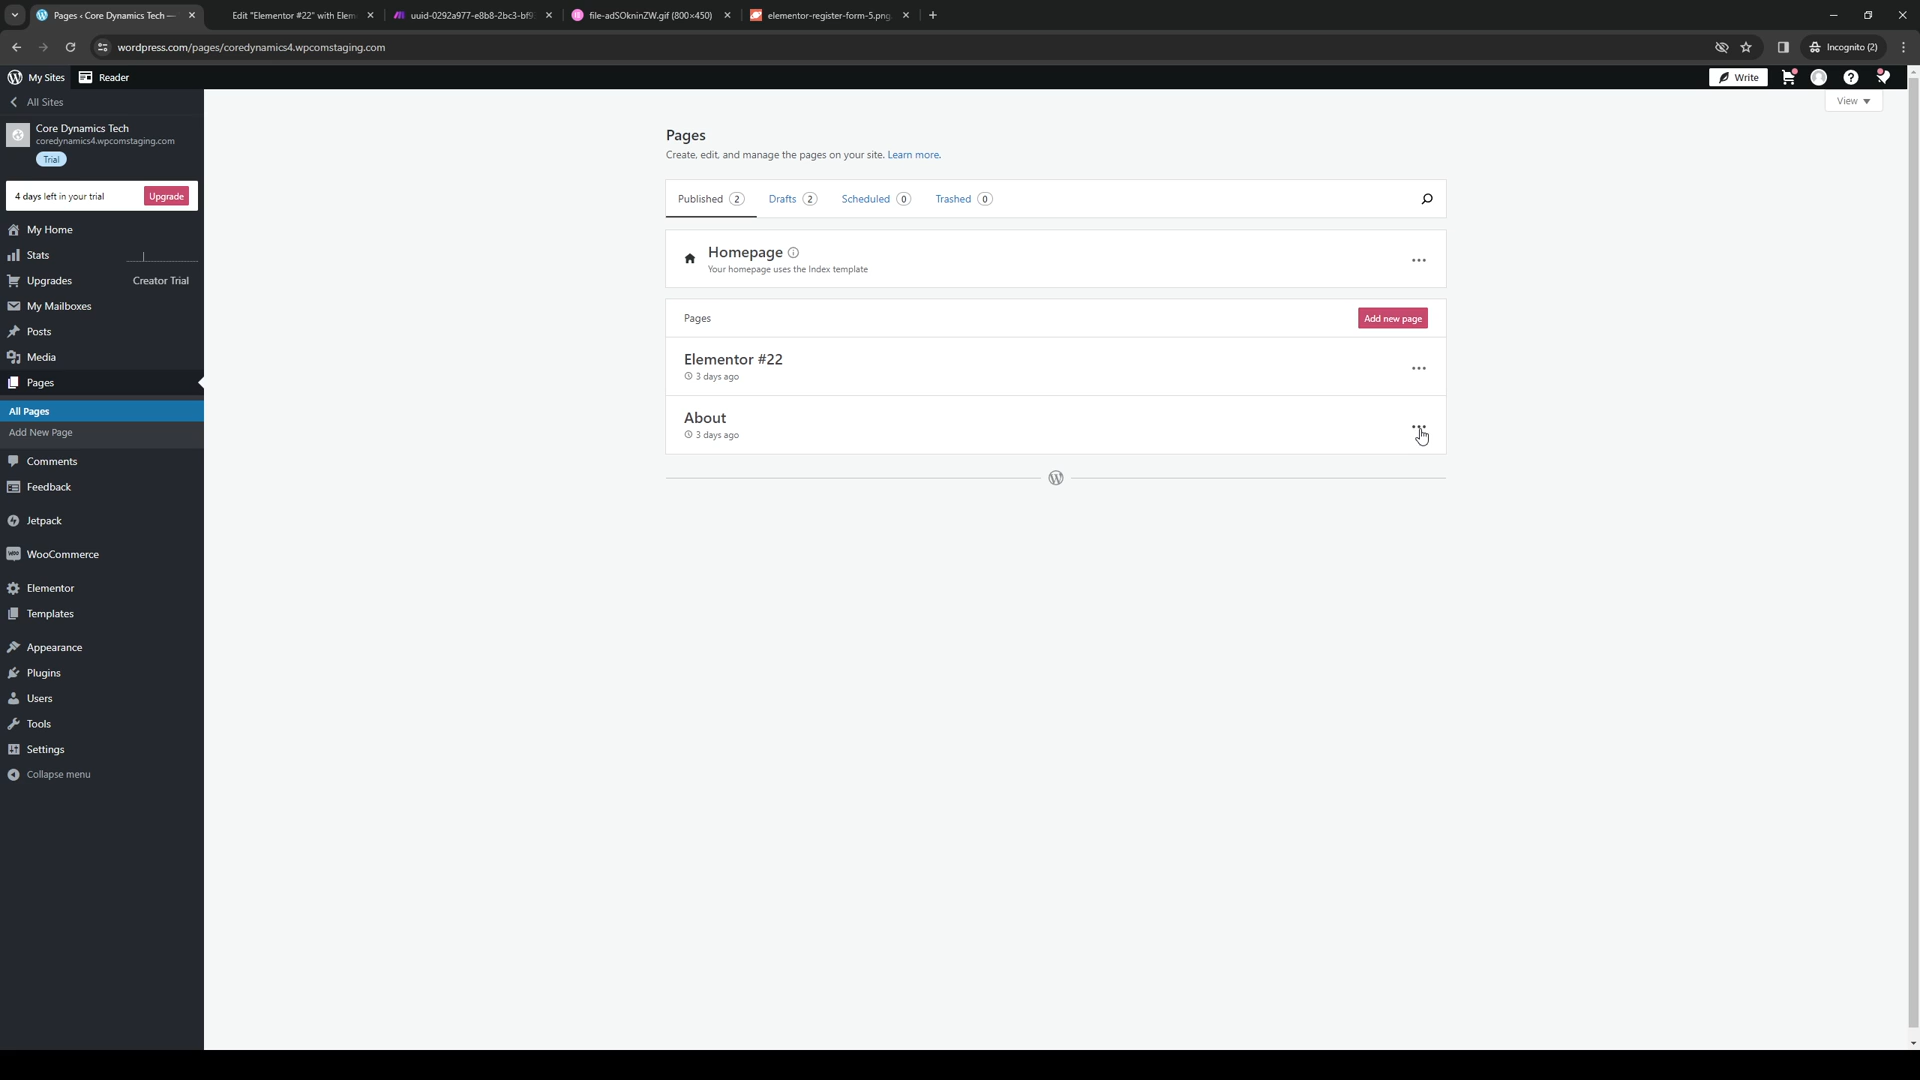 Pages ‹ Core Dynamics Tech —
Edit "Elementor #22" with Elem
uuid-0292a977-e8b8-2bc3-bf9
file-adSOkninZW.gif (800×450)
elementor-register-form-5.png
wordpress.com/pages/coredynamics4.wpcomstaging.com
Incognito (2)
My Sites
Reader
Write
All Sites
View
Core Dynamics Tech
coredynamics4.wpcomstaging.com
Trial
4 days left in your trial
Upgrade
My Home
Stats
Upgrades
Creator Trial
My Mailboxes
Posts
Media
Pages
All Pages
Add New Page
Comments
Feedback
Jetpack
WooCommerce
Elementor
Templates
Appearance
Plugins
Users
Tools
Settings
Collapse menu
Pages
Create, edit, and manage the pages on your site. Learn more.
Published 2
Drafts 2
Scheduled 0
Trashed 0
Homepage
Your homepage uses the Index template
Pages
Add new page
Elementor #22
3 days ago
About
3 days ago